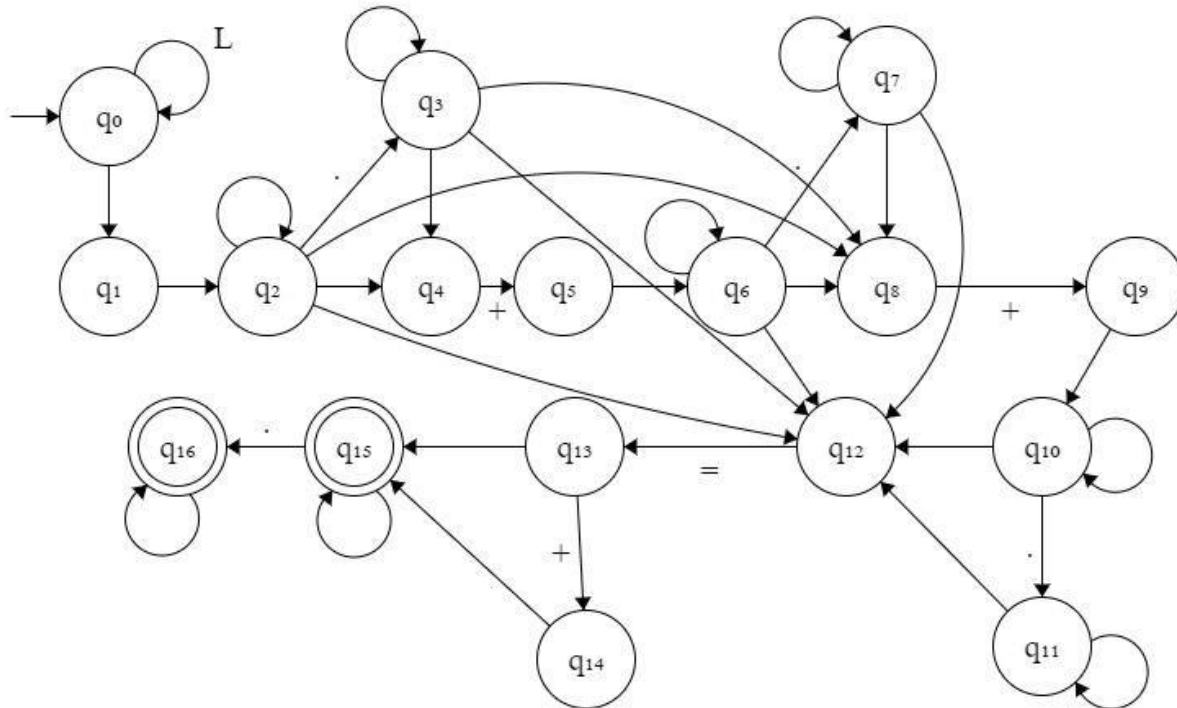 L
q₀ q₃ q₇
. .
q₁ q₂ q₄ + q₅ q₆ q₈ + q₉
. 
q₁₆ q₁₅ q₁₃ = q₁₂ q₁₀
+ .
q₁₄ q₁₁